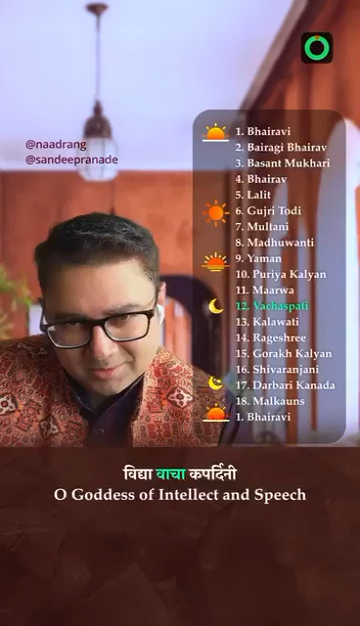 @naadrang
@sandeepranade
1. Bhairavi
2. Bairagi Bhairav
3. Basant Mukhari
4. Bhairav
5. Lalit
6. Gujri Todi
7. Multani
8. Madhuwanti
9. Yaman
10. Puriya Kalyan
11. Maarwa
12. Vachaspati
13. Kalawati
14. Rageshree
15. Gorakh Kalyan
16. Shivaranjani
17. Darbari Kanada
18. Malkauns
1. Bhairavi
विद्या वाचा कपर्दिनी
O Goddess of Intellect and Speech